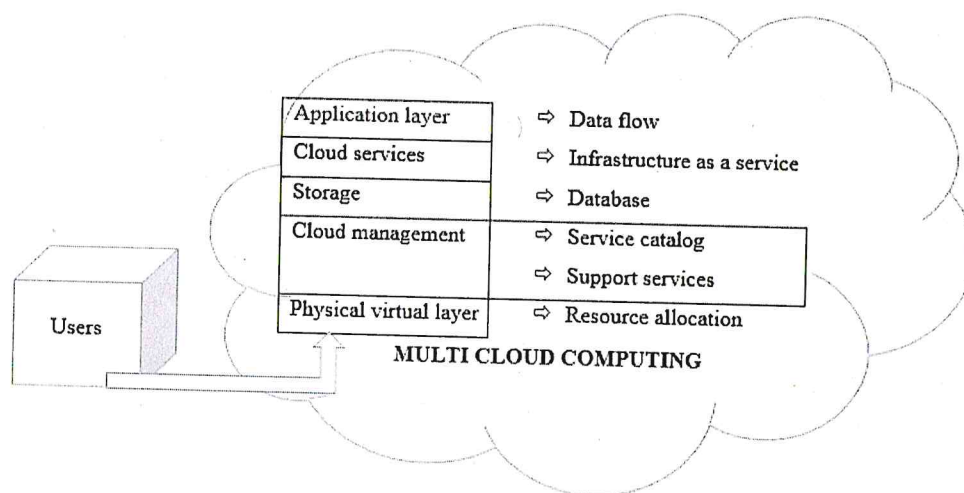 Application layer ⇨ Data flow
Cloud services ⇨ Infrastructure as a service
Storage ⇨ Database
Cloud management ⇨ Service catalog
⇨ Support services
Physical virtual layer ⇨ Resource allocation
Users
MULTI CLOUD COMPUTING